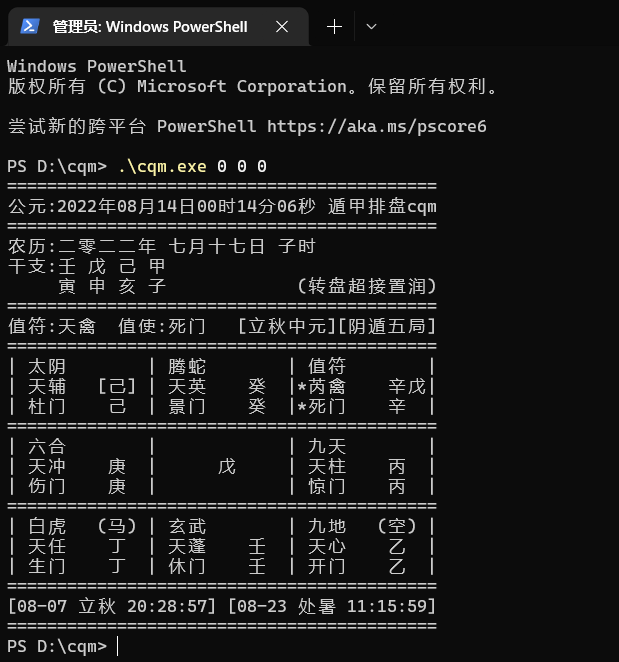 管理员: Windows PowerShell
Windows PowerShell
版权所有 (C) Microsoft Corporation。保留所有权利。
尝试新的跨平台 PowerShell https://aka.ms/pscore6
PS D:\cqm> .\cqm.exe 0 0 0
===========================================
公元:2022年08月14日00时14分06秒 遁甲排盘cqm
===========================================
农历:二零二二年 七月十七日 子时
干支:壬 戊 己 甲
寅 申 亥 子 (转盘超接置润)
===========================================
值符:天禽 值使:死门 [立秋中元][阴遁五局]
===========================================
| 太阴 | 腾蛇 | 值符 |
| 天辅 [己] | 天英 癸 |*芮禽 辛戊|
| 杜门 己 | 景门 癸 |*死门 辛 |
===========================================
| 六合 | | 九天 |
| 天冲 庚 | 戊 | 天柱 丙 |
| 伤门 庚 | | 惊门 丙 |
===========================================
| 白虎 (马) | 玄武 | 九地 (空) |
| 天任 丁 | 天蓬 壬 | 天心 乙 |
| 生门 丁 | 休门 壬 | 开门 乙 |
===========================================
[08-07 立秋 20:28:57] [08-23 处暑 11:15:59]
===========================================
PS D:\cqm>